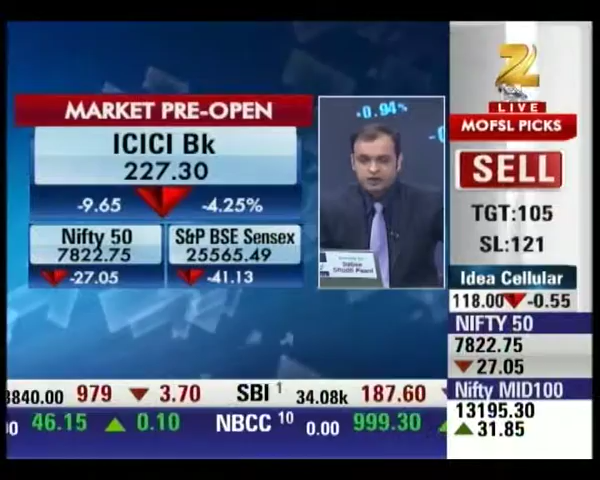 MARKET PRE-OPEN
ICICI Bk
227.30
-9.65 -4.25%
Nifty 50
7822.75
-27.05
S&P BSE Sensex
25565.49
-41.13
-0.94%
LIVE
MOFSL PICKS
SELL
TGT:105
SL:121
Idea Cellular
118.00 -0.55
NIFTY 50
7822.75
27.05
Nifty MID100
13195.30
31.85
3840.00 979 3.70 SBI 1 34.08k 187.60
46.15 0.10 NBCC 10 0.00 999.30